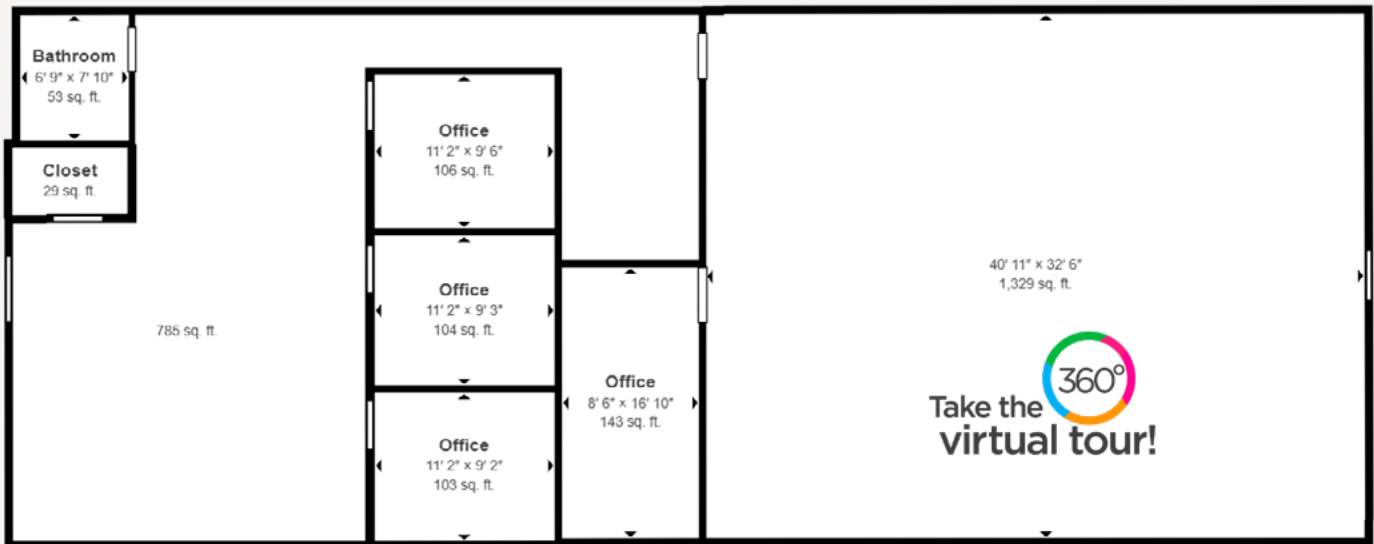 Bathroom
6' 9" × 7' 10"
53 sq. ft.
Closet
29 sq. ft.
785 sq. ft.
Office
11' 2" × 9' 6"
106 sq. ft.
Office
11' 2" × 9' 3"
104 sq. ft.
Office
11' 2" × 9' 2"
103 sq. ft.
Office
8' 6" × 16' 10"
143 sq. ft.
40' 11" × 32' 6"
1,329 sq. ft.
360°
Take the
virtual tour!